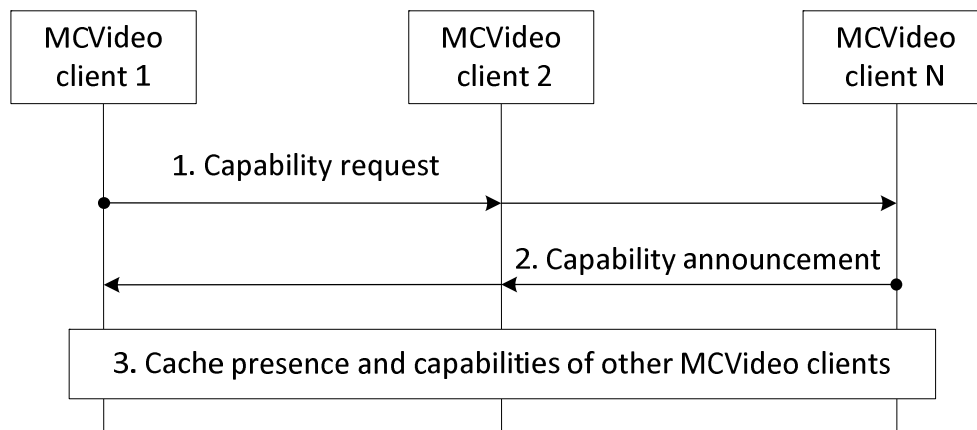 MCVideo
client 1
MCVideo
client 2
MCVideo
client N
1. Capability request
2. Capability announcement
3. Cache presence and capabilities of other MCVideo clients